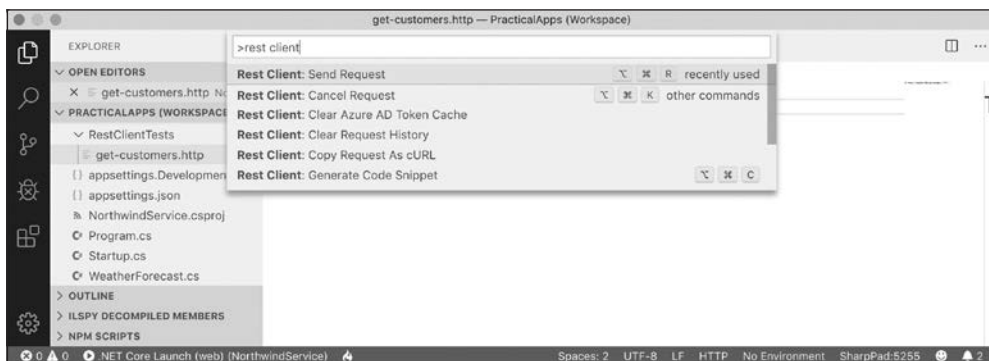 get-customers.http — PracticalApps (Workspace)
EXPLORER
>rest client
OPEN EDITORS
get-customers.http
PRACTICALAPPS (WORKSPACE
RestClientTests
get-customers.http
{} appsettings.Developmen
{} appsettings.json
NorthwindService.csproj
C# Program.cs
C# Startup.cs
C# WeatherForecast.cs
OUTLINE
ILSPY DECOMPILED MEMBERS
NPM SCRIPTS
Rest Client: Send Request ⌥ ⌘ R recently used
Rest Client: Cancel Request ⌥ ⌘ K other commands
Rest Client: Clear Azure AD Token Cache
Rest Client: Clear Request History
Rest Client: Copy Request As cURL
Rest Client: Generate Code Snippet ⌥ ⌘ C
0 0 .NET Core Launch (web) (NorthwindService) Spaces: 2 UTF-8 LF HTTP No Environment SharpPad:5255 2